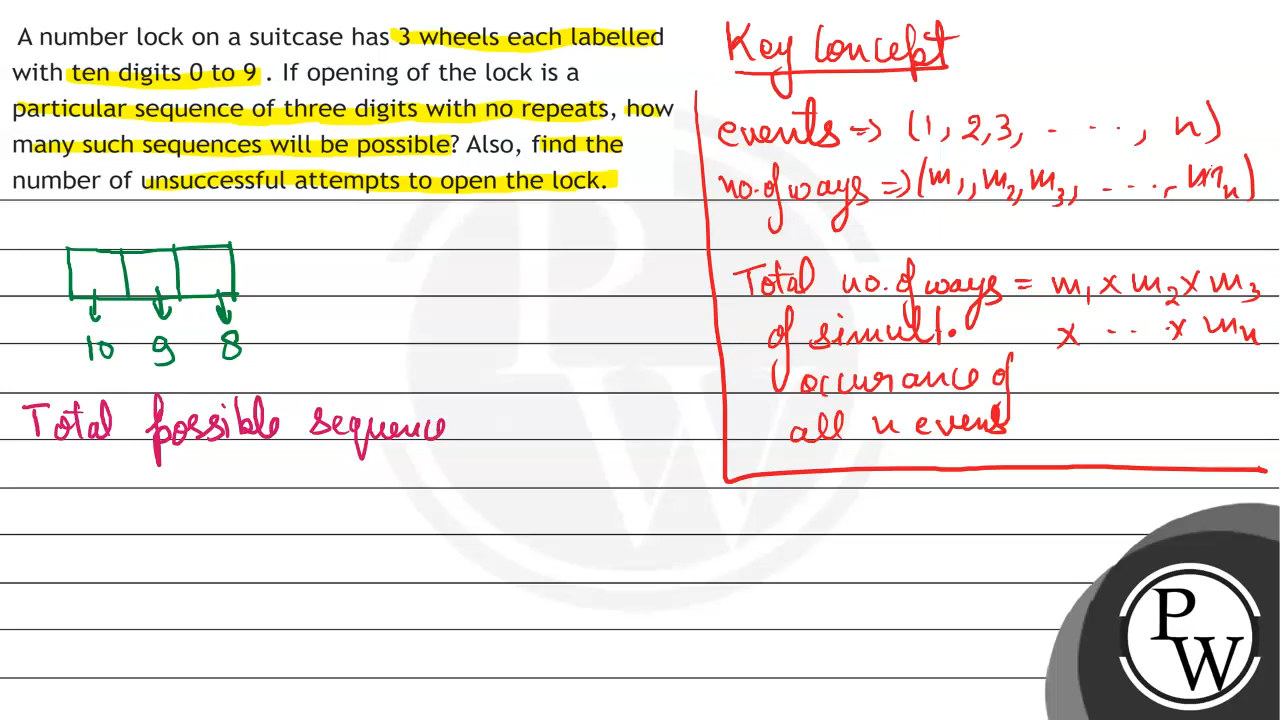 A number lock on a suitcase has 3 wheels each labelled
with ten digits 0 to 9 . If opening of the lock is a
particular sequence of three digits with no repeats, how
many such sequences will be possible? Also, find the
number of unsuccessful attempts to open the lock.
10 9 8
Total possible sequence
Key Concept
events => (1, 2, 3, . . . ., n)
no. of ways => (m1, m2, m3, . . . ., mn)
Total no. of ways = m1 x m2 x m3
of simult. x . . . x mn
occurance of
all n events
PW
PW